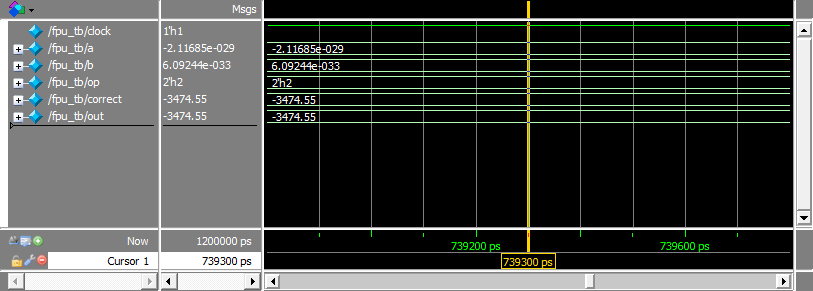 Msgs
/fpu_tb/clock 1'h1
/fpu_tb/a -2.11685e-029 -2.11685e-029
/fpu_tb/b 6.09244e-033 6.09244e-033
/fpu_tb/op 2'h2 2'h2
/fpu_tb/correct -3474.55 -3474.55
/fpu_tb/out -3474.55 -3474.55
Now 1200000 ps 739200 ps 739600 ps
Cursor 1 739300 ps 739300 ps